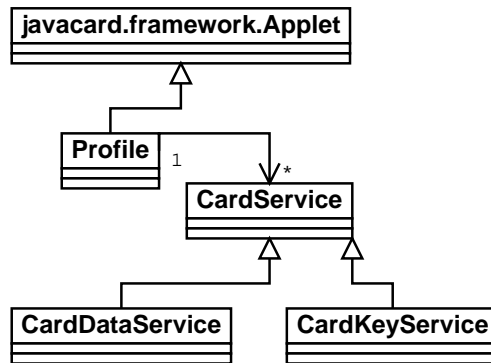 javacard.framework.Applet
Profile
1
*
CardService
CardDataService
CardKeyService